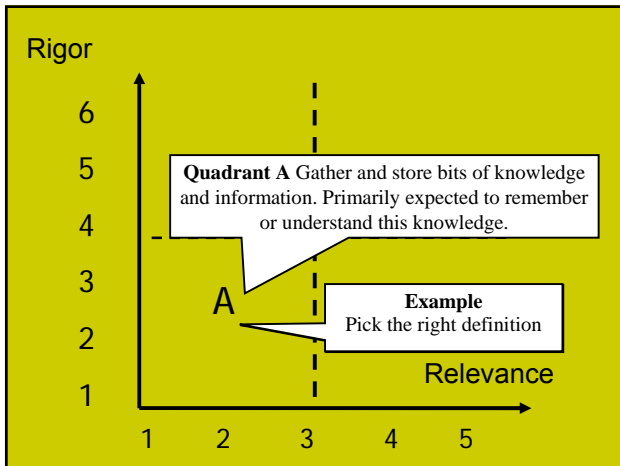 Rigor
6
5
Quadrant A Gather and store bits of knowledge
and information. Primarily expected to remember
or understand this knowledge.
4
3
A
Example
Pick the right definition
2
Relevance
1
1 2 3 4 5